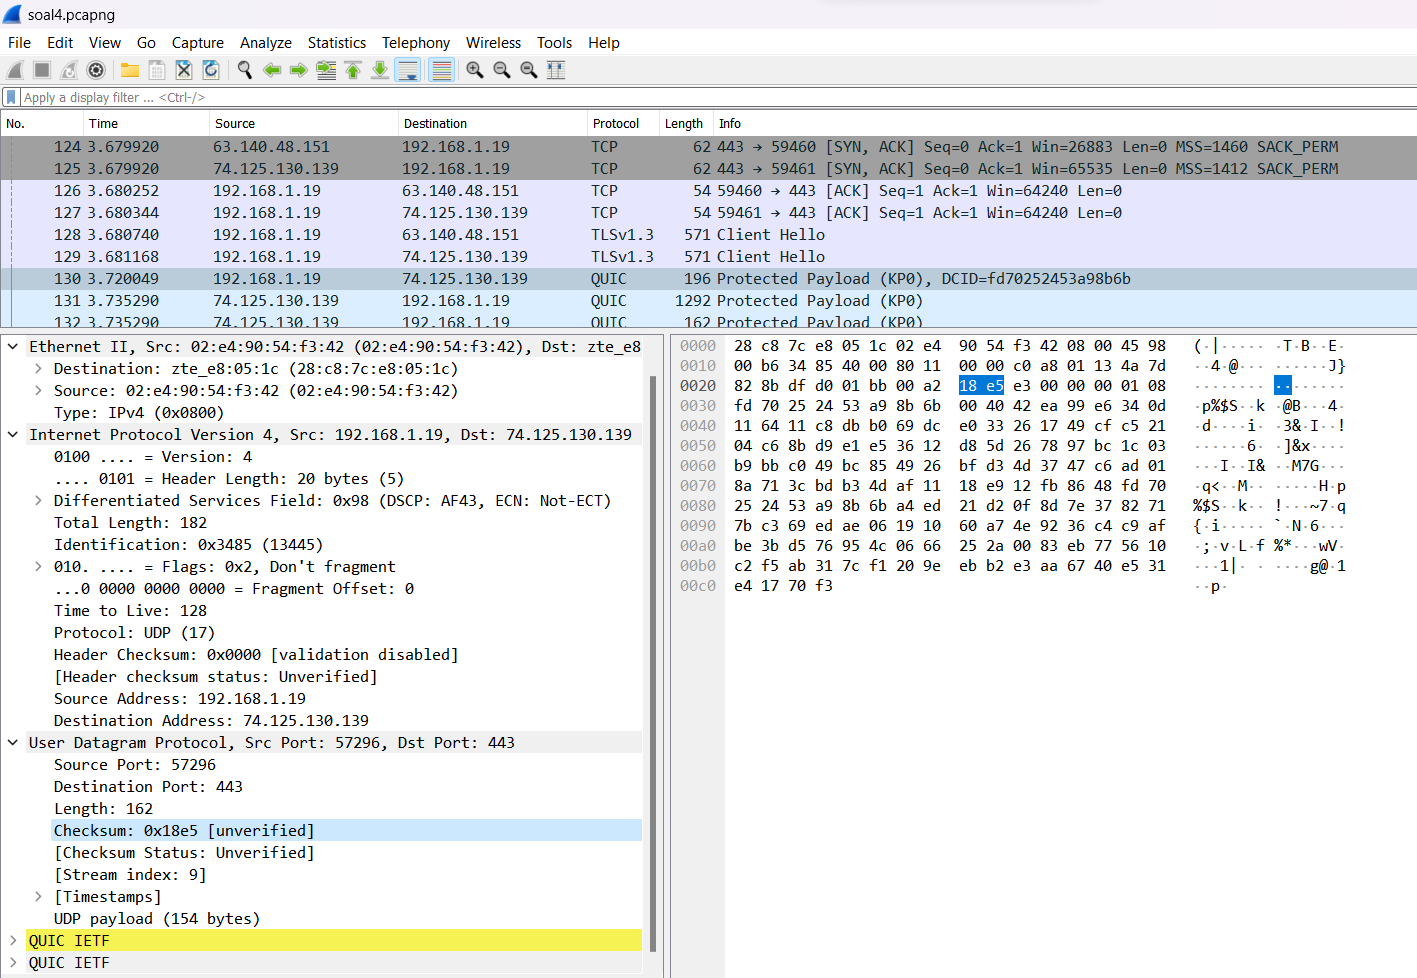 soal4.pcapng
File Edit View Go Capture Analyze Statistics Telephony Wireless Tools Help
Apply a display filter ... <Ctrl-/>
No. Time Source Destination Protocol Length Info
124 3.679920 63.140.48.151 192.168.1.19 TCP 62 443 → 59460 [SYN, ACK] Seq=0 Ack=1 Win=26883 Len=0 MSS=1460 SACK_PERM
125 3.679920 74.125.130.139 192.168.1.19 TCP 62 443 → 59461 [SYN, ACK] Seq=0 Ack=1 Win=65535 Len=0 MSS=1412 SACK_PERM
126 3.680252 192.168.1.19 63.140.48.151 TCP 54 59460 → 443 [ACK] Seq=1 Ack=1 Win=64240 Len=0
127 3.680344 192.168.1.19 74.125.130.139 TCP 54 59461 → 443 [ACK] Seq=1 Ack=1 Win=64240 Len=0
128 3.680740 192.168.1.19 63.140.48.151 TLSv1.3 571 Client Hello
129 3.681168 192.168.1.19 74.125.130.139 TLSv1.3 571 Client Hello
130 3.720049 192.168.1.19 74.125.130.139 QUIC 196 Protected Payload (KP0), DCID=fd70252453a98b6b
131 3.735290 74.125.130.139 192.168.1.19 QUIC 1292 Protected Payload (KP0)
132 3.735290 74.125.130.139 192.168.1.19 QUIC 162 Protected Payload (KP0)
Ethernet II, Src: 02:e4:90:54:f3:42 (02:e4:90:54:f3:42), Dst: zte_e8
Destination: zte_e8:05:1c (28:c8:7c:e8:05:1c)
Source: 02:e4:90:54:f3:42 (02:e4:90:54:f3:42)
Type: IPv4 (0x0800)
Internet Protocol Version 4, Src: 192.168.1.19, Dst: 74.125.130.139
0100 .... = Version: 4
.... 0101 = Header Length: 20 bytes (5)
Differentiated Services Field: 0x98 (DSCP: AF43, ECN: Not-ECT)
Total Length: 182
Identification: 0x3485 (13445)
010. .... = Flags: 0x2, Don't fragment
...0 0000 0000 0000 = Fragment Offset: 0
Time to Live: 128
Protocol: UDP (17)
Header Checksum: 0x0000 [validation disabled]
[Header checksum status: Unverified]
Source Address: 192.168.1.19
Destination Address: 74.125.130.139
User Datagram Protocol, Src Port: 57296, Dst Port: 443
Source Port: 57296
Destination Port: 443
Length: 162
Checksum: 0x18e5 [unverified]
[Checksum Status: Unverified]
[Stream index: 9]
[Timestamps]
UDP payload (154 bytes)
QUIC IETF
QUIC IETF
0000 28 c8 7c e8 05 1c 02 e4 90 54 f3 42 08 00 45 98 (·|····· ·T·B··E·
0010 00 b6 34 85 40 00 80 11 00 00 c0 a8 01 13 4a 7d ··4·@··· ······J}
0020 82 8b df d0 01 bb 00 a2 18 e5 e3 00 00 00 01 08 ········ ········
0030 fd 70 25 24 53 a9 8b 6b 00 40 42 ea 99 e6 34 0d ·p%$S··k ·@B···4·
0040 11 64 11 c8 db b0 69 dc e0 33 26 17 49 cf c5 21 ·d····i· ·3&·I··!
0050 04 c6 8b d9 e1 e5 36 12 d8 5d 26 78 97 bc 1c 03 ······6· ·]&x····
0060 b9 bb c0 49 bc 85 49 26 bf d3 4d 37 47 c6 ad 01 ···I··I& ··M7G···
0070 8a 71 3c bd b3 4d af 11 18 e9 12 fb 86 48 fd 70 ·q<··M·· ·····H·p
0080 25 24 53 a9 8b 6b a4 ed 21 d2 0f 8d 7e 37 82 71 %$S··k·· !···~7·q
0090 7b c3 69 ed ae 06 19 10 60 a7 4e 92 36 c4 c9 af {·i····· `·N·6···
00a0 be 3b d5 76 95 4c 06 66 25 2a 00 83 eb 77 56 10 ·;·v·L·f %*···wV·
00b0 c2 f5 ab 31 7c f1 20 9e eb b2 e3 aa 67 40 e5 31 ···1|· · ····g@·1
00c0 e4 17 70 f3 ··p·